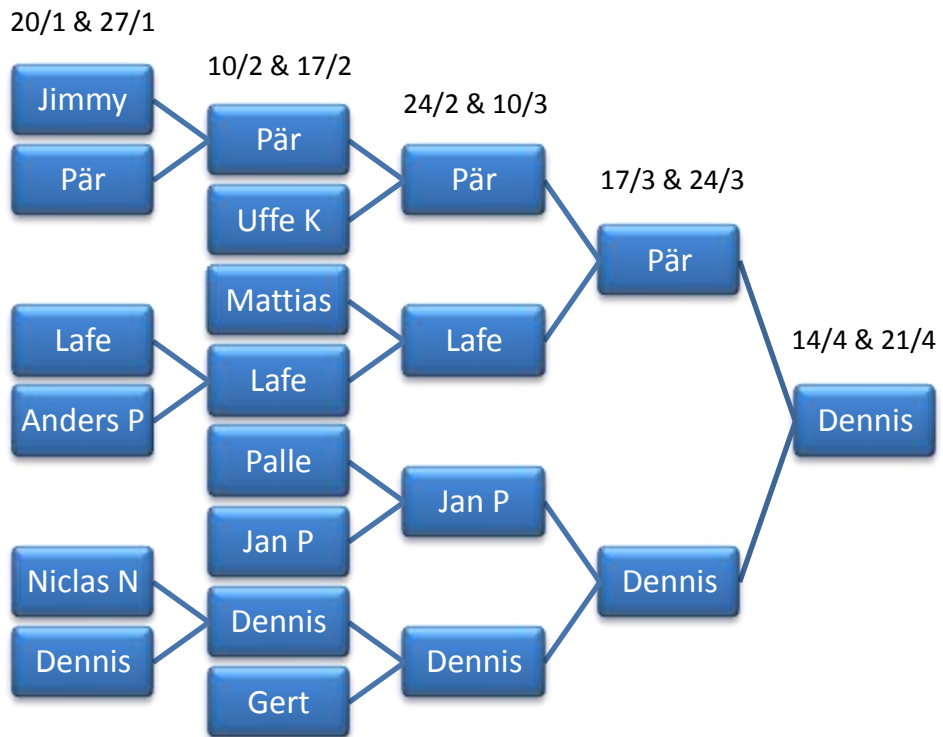 20/1 & 27/1
Jimmy
Pär
Lafe
Anders P
Niclas N
Dennis
10/2 & 17/2
Pär
Uffe K
Mattias
Lafe
Palle
Jan P
Dennis
Gert
24/2 & 10/3
Pär
Lafe
Jan P
Dennis
17/3 & 24/3
Pär
Dennis
14/4 & 21/4
Dennis